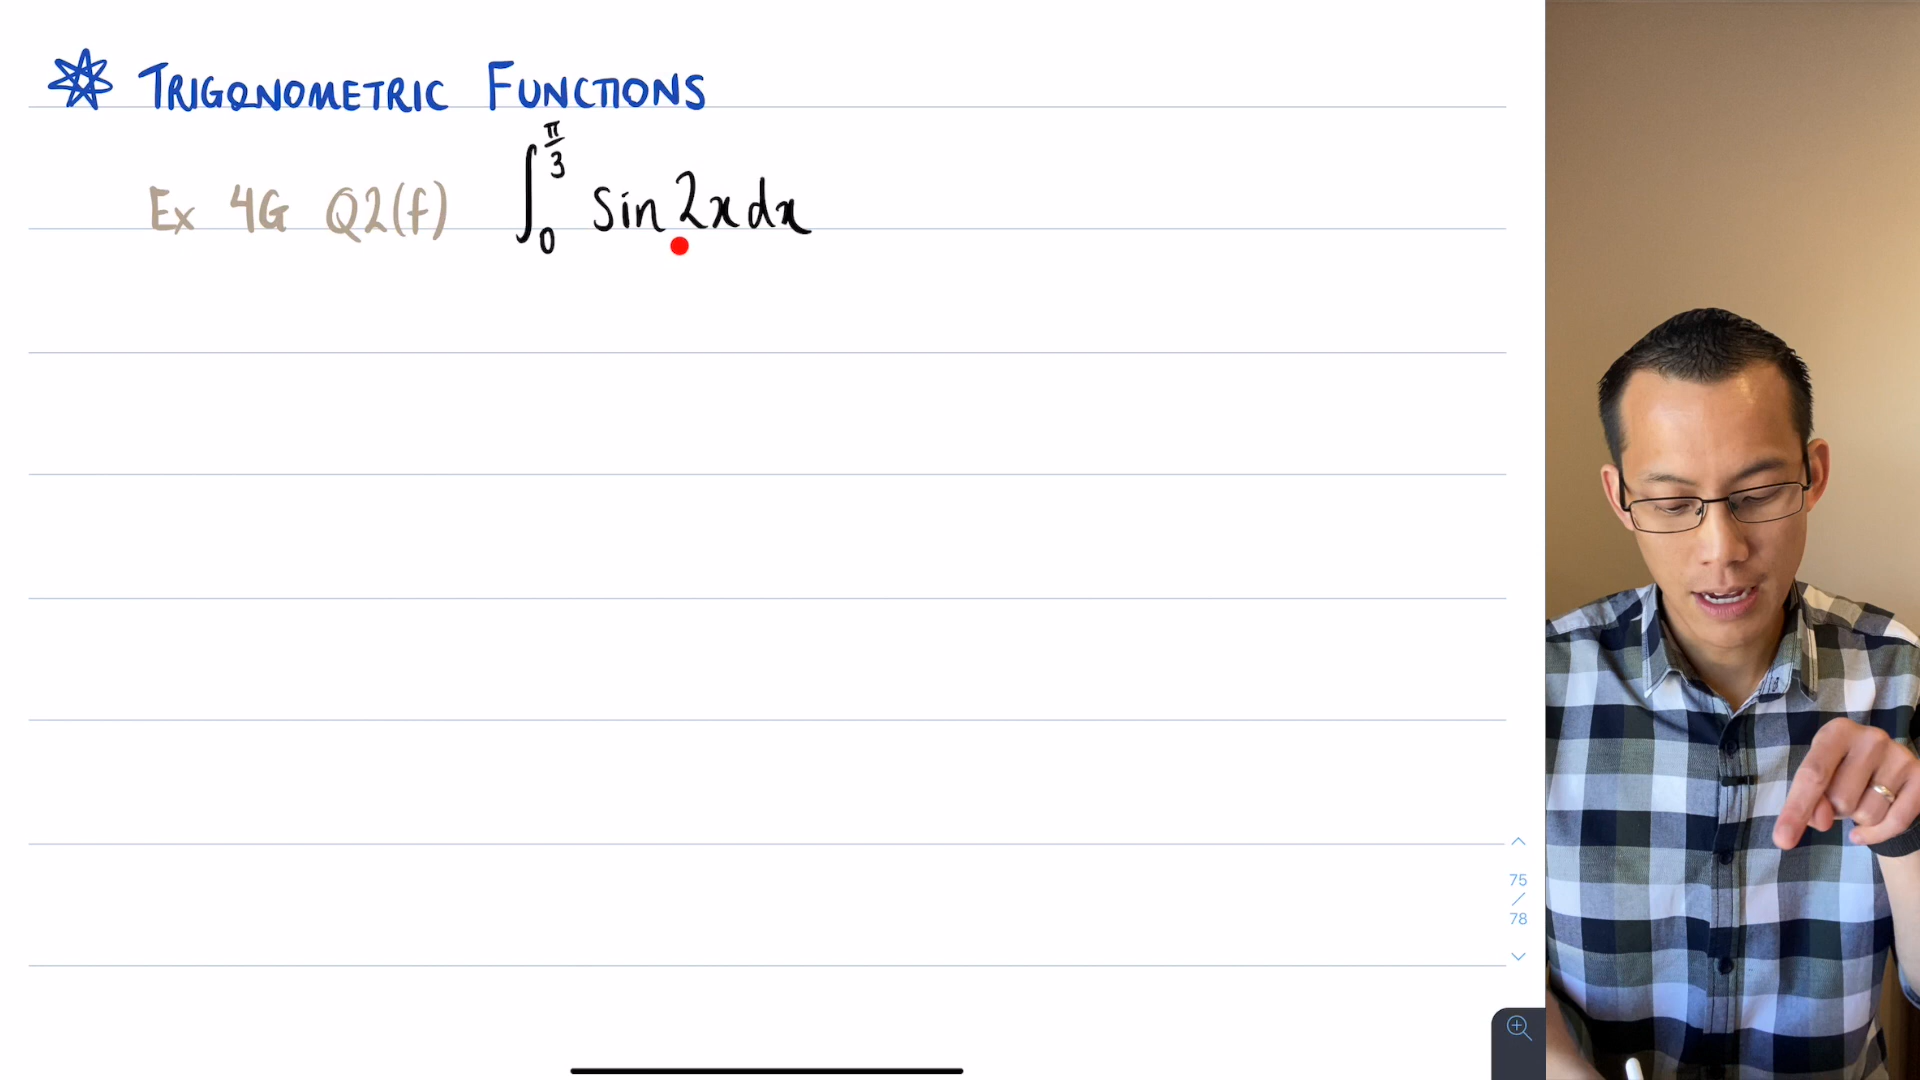 TRIGONOMETRIC FUNCTIONS
Ex 4G Q2(f) ∫₀^(π/3) sin 2x dx
75
/
78